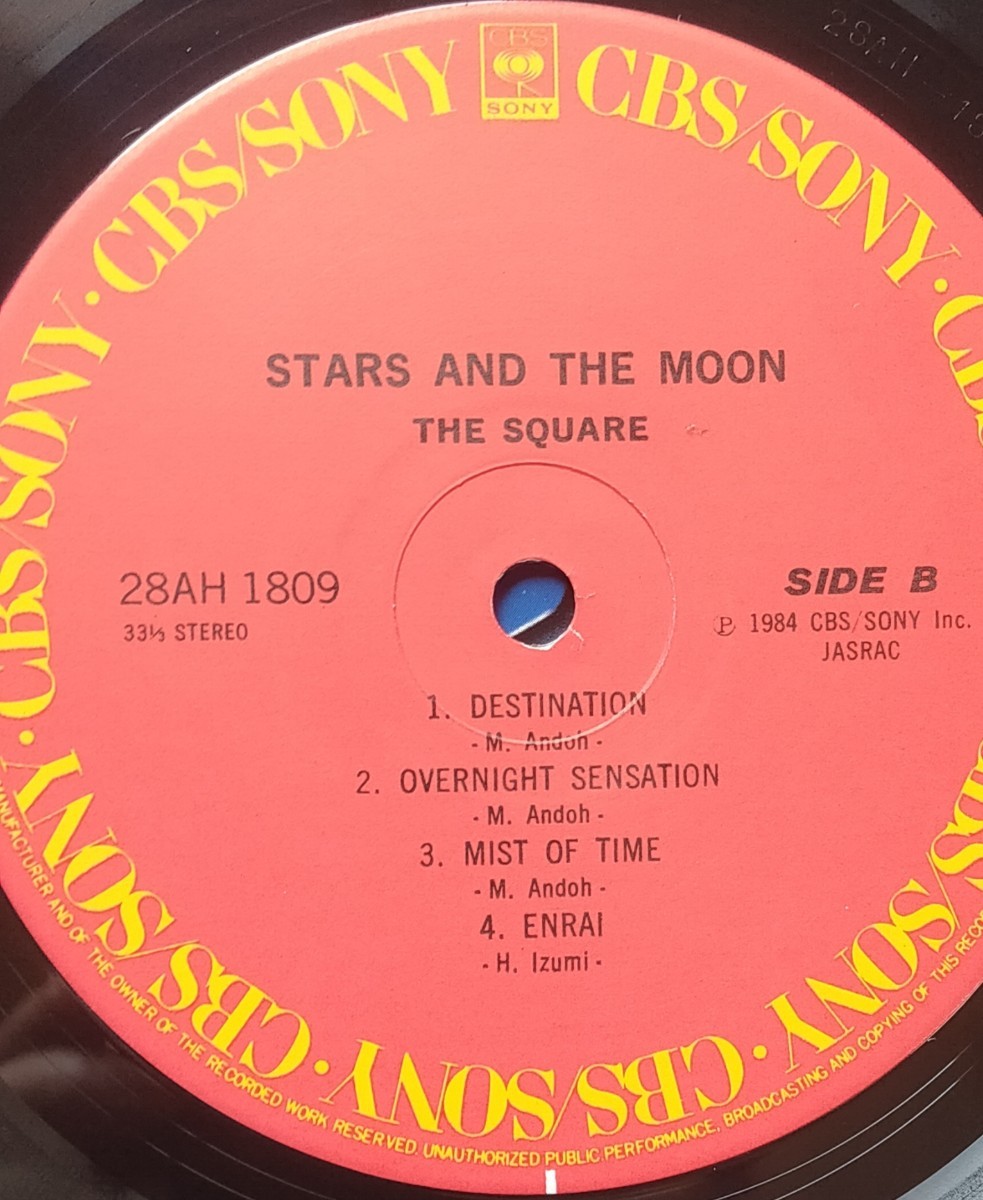 CBS
SONY
CBS/SONY · CBS/SONY · CBS/SONY · CBS/SONY · CBS/SONY · CBS/SONY · CBS/SONY
28AH
STARS AND THE MOON
THE SQUARE
28AH 1809
33⅓ STEREO
SIDE B
Ⓟ 1984 CBS/SONY Inc.
JASRAC
1. DESTINATION
- M. Andoh -
2. OVERNIGHT SENSATION
- M. Andoh -
3. MIST OF TIME
- M. Andoh -
4. ENRAI
- H. Izumi -
MANUFACTURER AND OF THE OWNER OF THE RECORDED WORK RESERVED. UNAUTHORIZED PUBLIC PERFORMANCE, BROADCASTING AND COPYING OF THIS